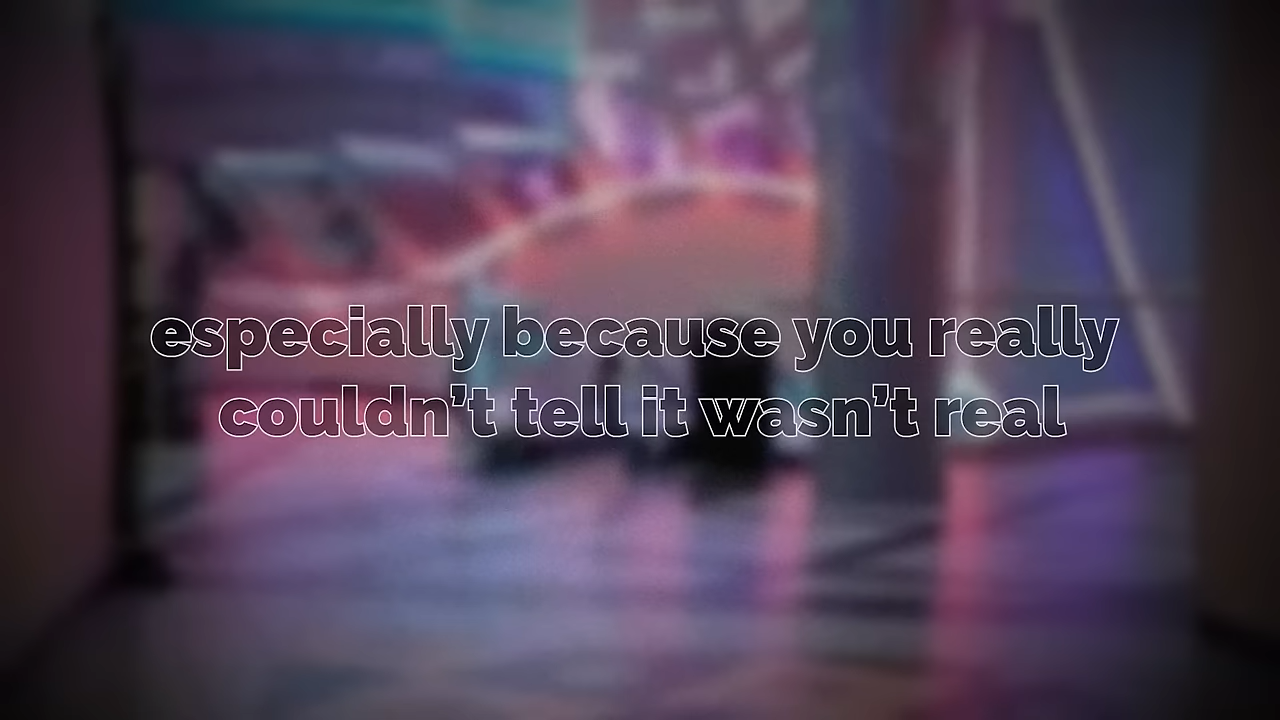 especially because you really
couldn’t tell it wasn’t real